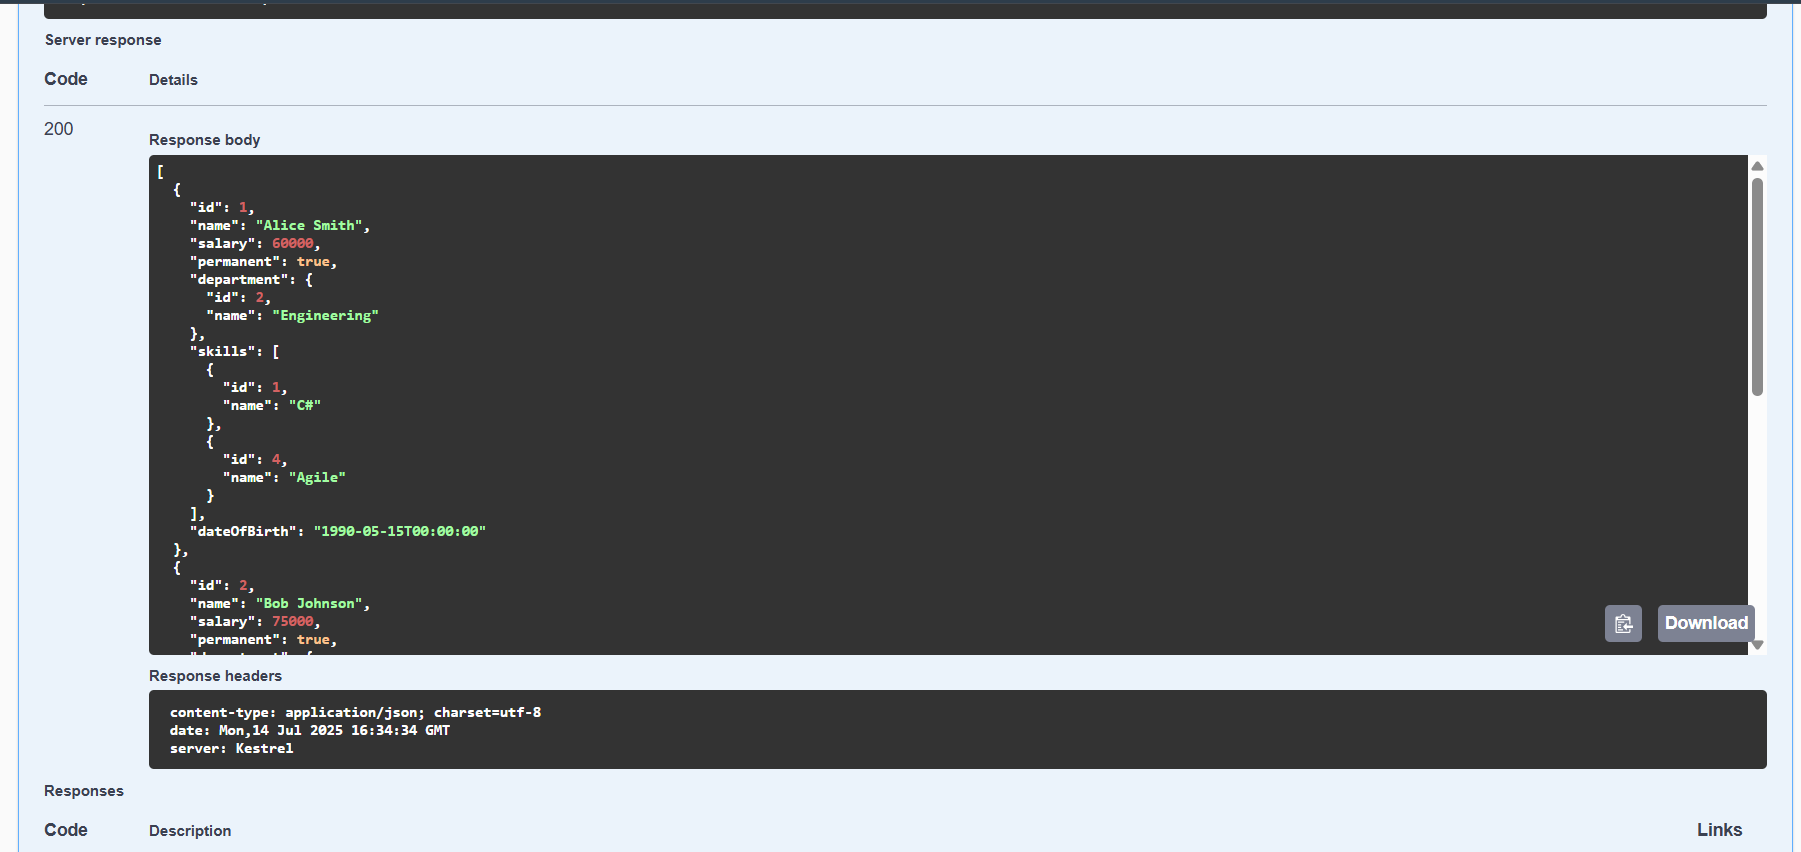 Server response
Code Details
200
Response body
[
  {
    "id": 1,
    "name": "Alice Smith",
    "salary": 60000,
    "permanent": true,
    "department": {
      "id": 2,
      "name": "Engineering"
    },
    "skills": [
      {
        "id": 1,
        "name": "C#"
      },
      {
        "id": 4,
        "name": "Agile"
      }
    ],
    "dateOfBirth": "1990-05-15T00:00:00"
  },
  {
    "id": 2,
    "name": "Bob Johnson",
    "salary": 75000,
    "permanent": true,
Download
Response headers
content-type: application/json; charset=utf-8
date: Mon,14 Jul 2025 16:34:34 GMT
server: Kestrel
Responses
Code Description Links